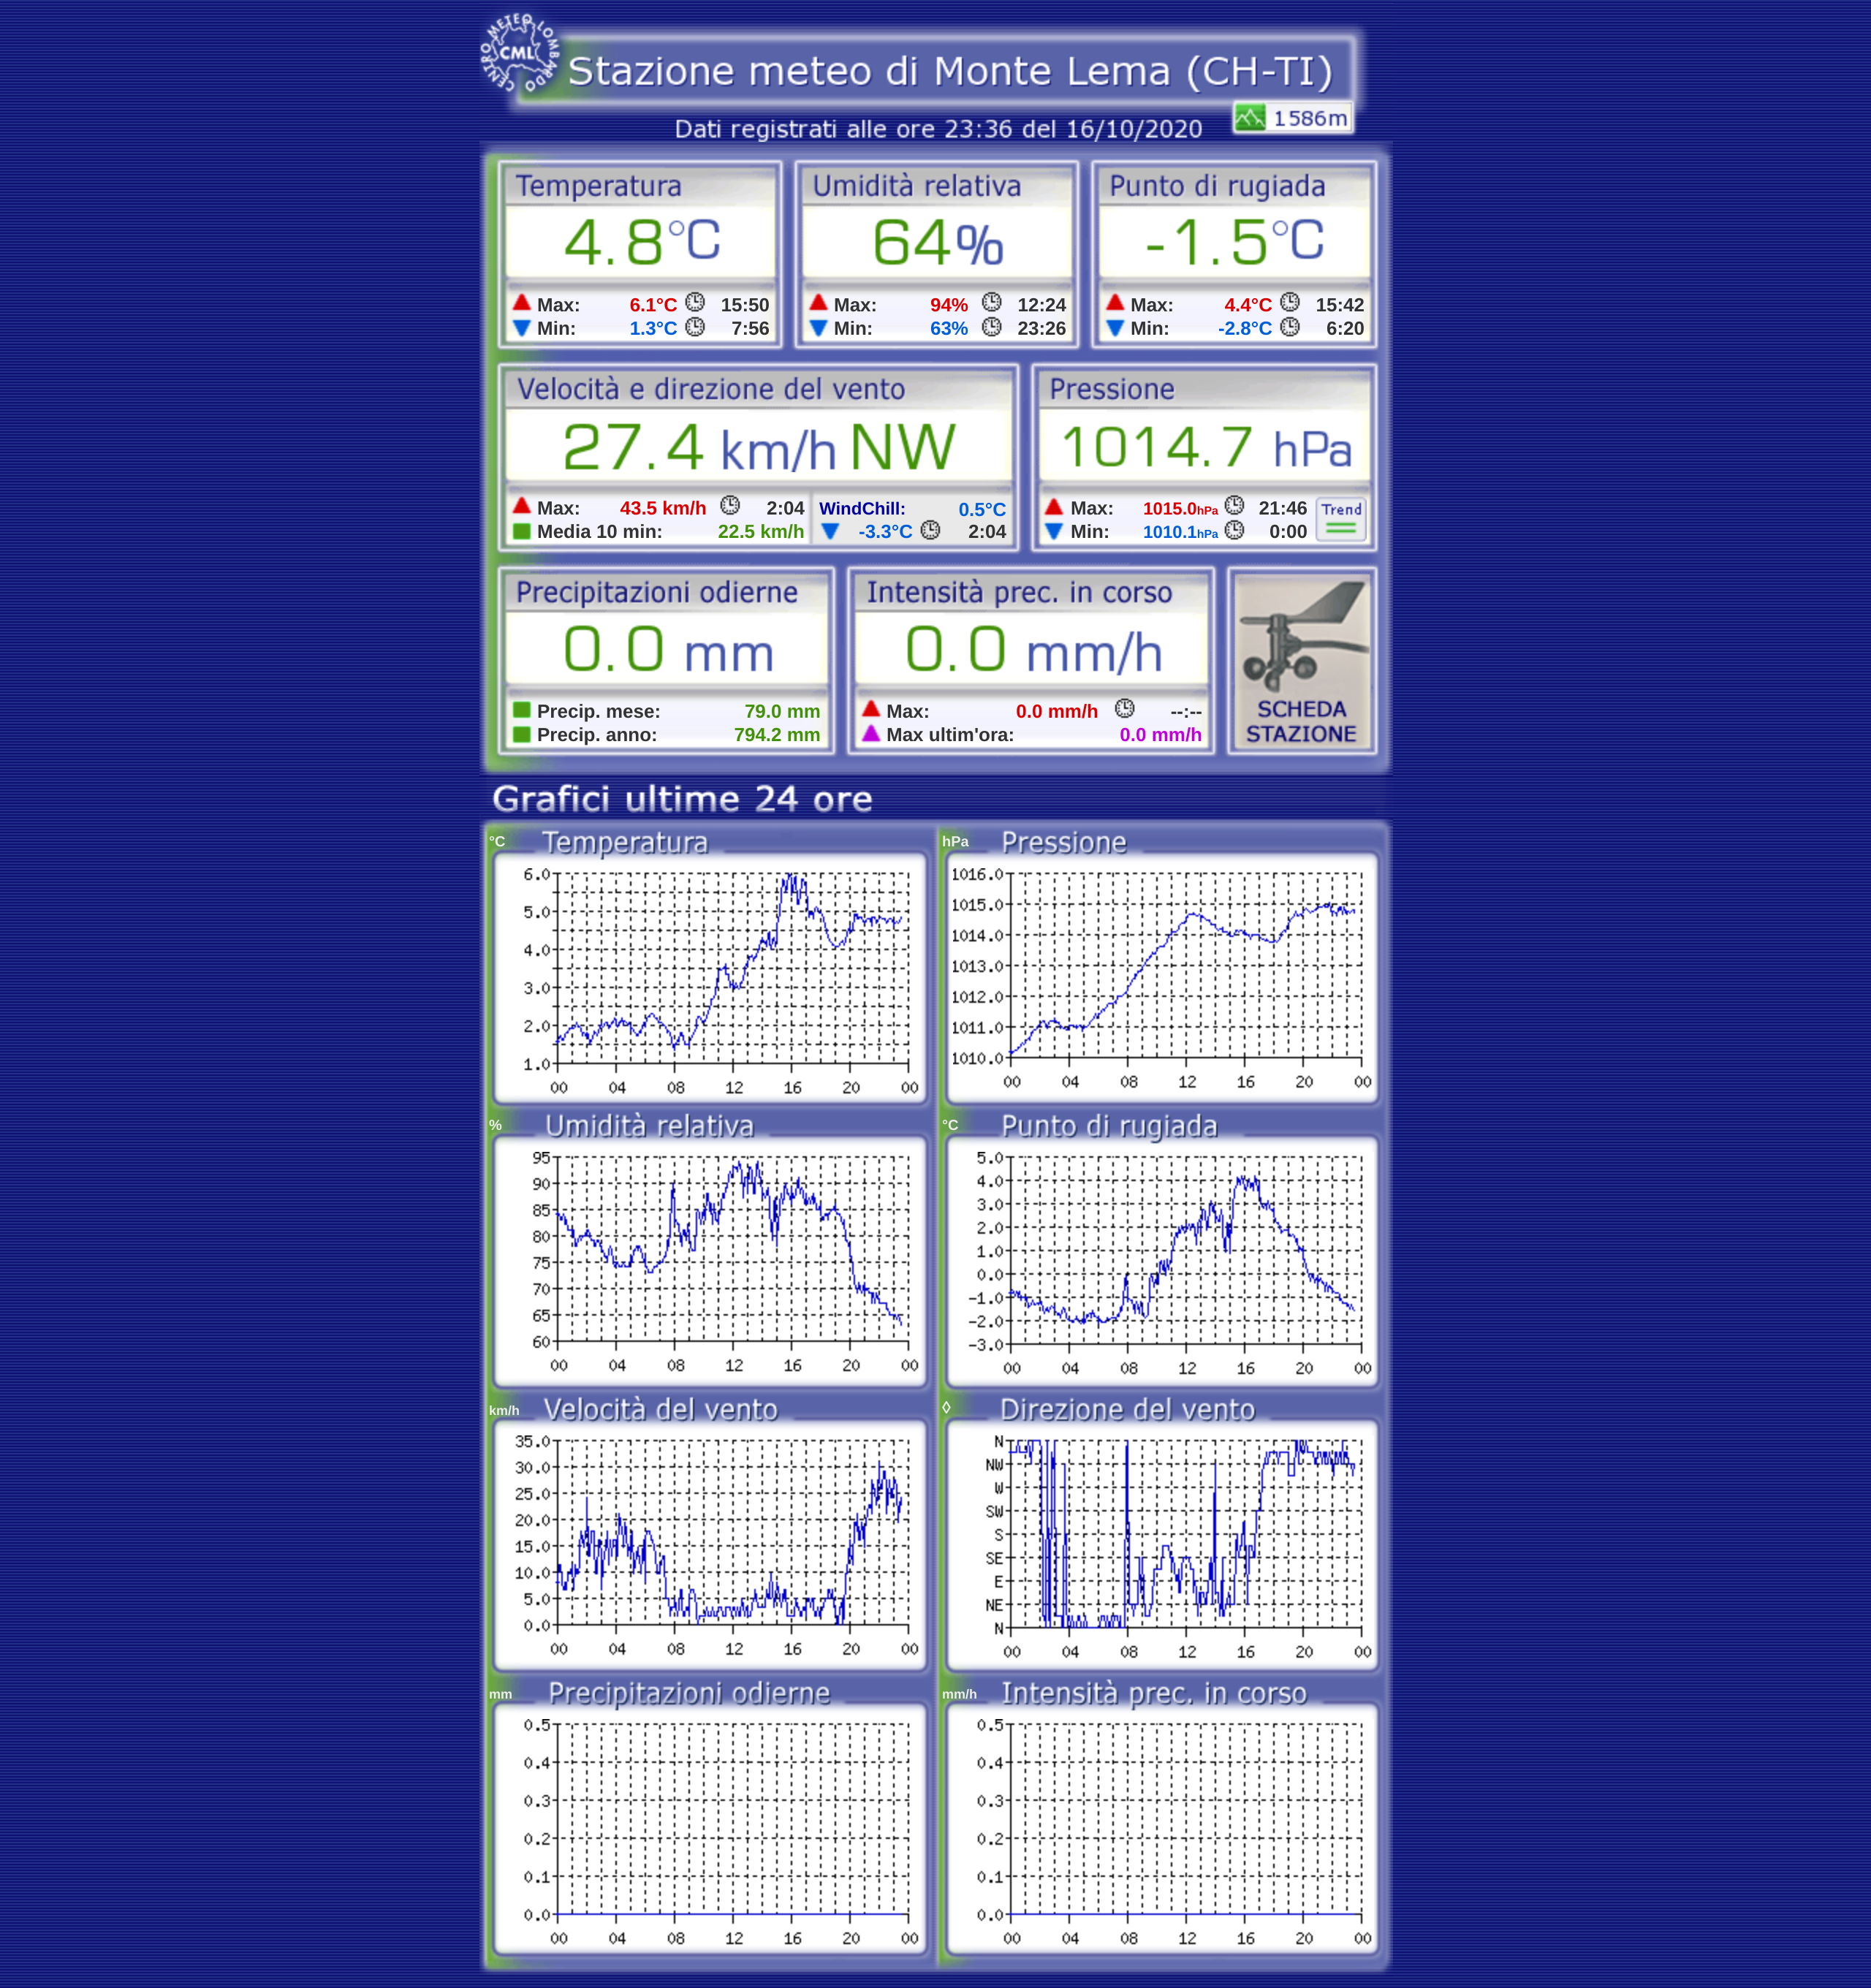 CENTRO METEO LOMBARDO
CML
Stazione meteo di Monte Lema (CH-TI)
1586m
Dati registrati alle ore 23:36 del 16/10/2020
Temperatura
4.8°C
Max: 6.1°C 15:50
Min: 1.3°C 7:56
Umidità relativa
64%
Max: 94% 12:24
Min: 63% 23:26
Punto di rugiada
-1.5°C
Max: 4.4°C 15:42
Min: -2.8°C 6:20
Velocità e direzione del vento
27.4 km/h NW
Max: 43.5 km/h 2:04
Media 10 min: 22.5 km/h
WindChill: 0.5°C
-3.3°C 2:04
Pressione
1014.7 hPa
Max: 1015.0hPa 21:46
Min: 1010.1hPa 0:00
Trend
Precipitazioni odierne
0.0 mm
Precip. mese: 79.0 mm
Precip. anno: 794.2 mm
Intensità prec. in corso
0.0 mm/h
Max: 0.0 mm/h --:--
Max ultim'ora: 0.0 mm/h
SCHEDA
STAZIONE
Grafici ultime 24 ore
°C Temperatura
6.0
5.0
4.0
3.0
2.0
1.0
00 04 08 12 16 20 00
hPa Pressione
1016.0
1015.0
1014.0
1013.0
1012.0
1011.0
1010.0
00 04 08 12 16 20 00
% Umidità relativa
95
90
85
80
75
70
65
60
00 04 08 12 16 20 00
°C Punto di rugiada
5.0
4.0
3.0
2.0
1.0
0.0
-1.0
-2.0
-3.0
00 04 08 12 16 20 00
km/h Velocità del vento
35.0
30.0
25.0
20.0
15.0
10.0
5.0
0.0
00 04 08 12 16 20 00
◊ Direzione del vento
N
NW
W
SW
S
SE
E
NE
N
00 04 08 12 16 20 00
mm Precipitazioni odierne
0.5
0.4
0.3
0.2
0.1
0.0
00 04 08 12 16 20 00
mm/h Intensità prec. in corso
0.5
0.4
0.3
0.2
0.1
0.0
00 04 08 12 16 20 00